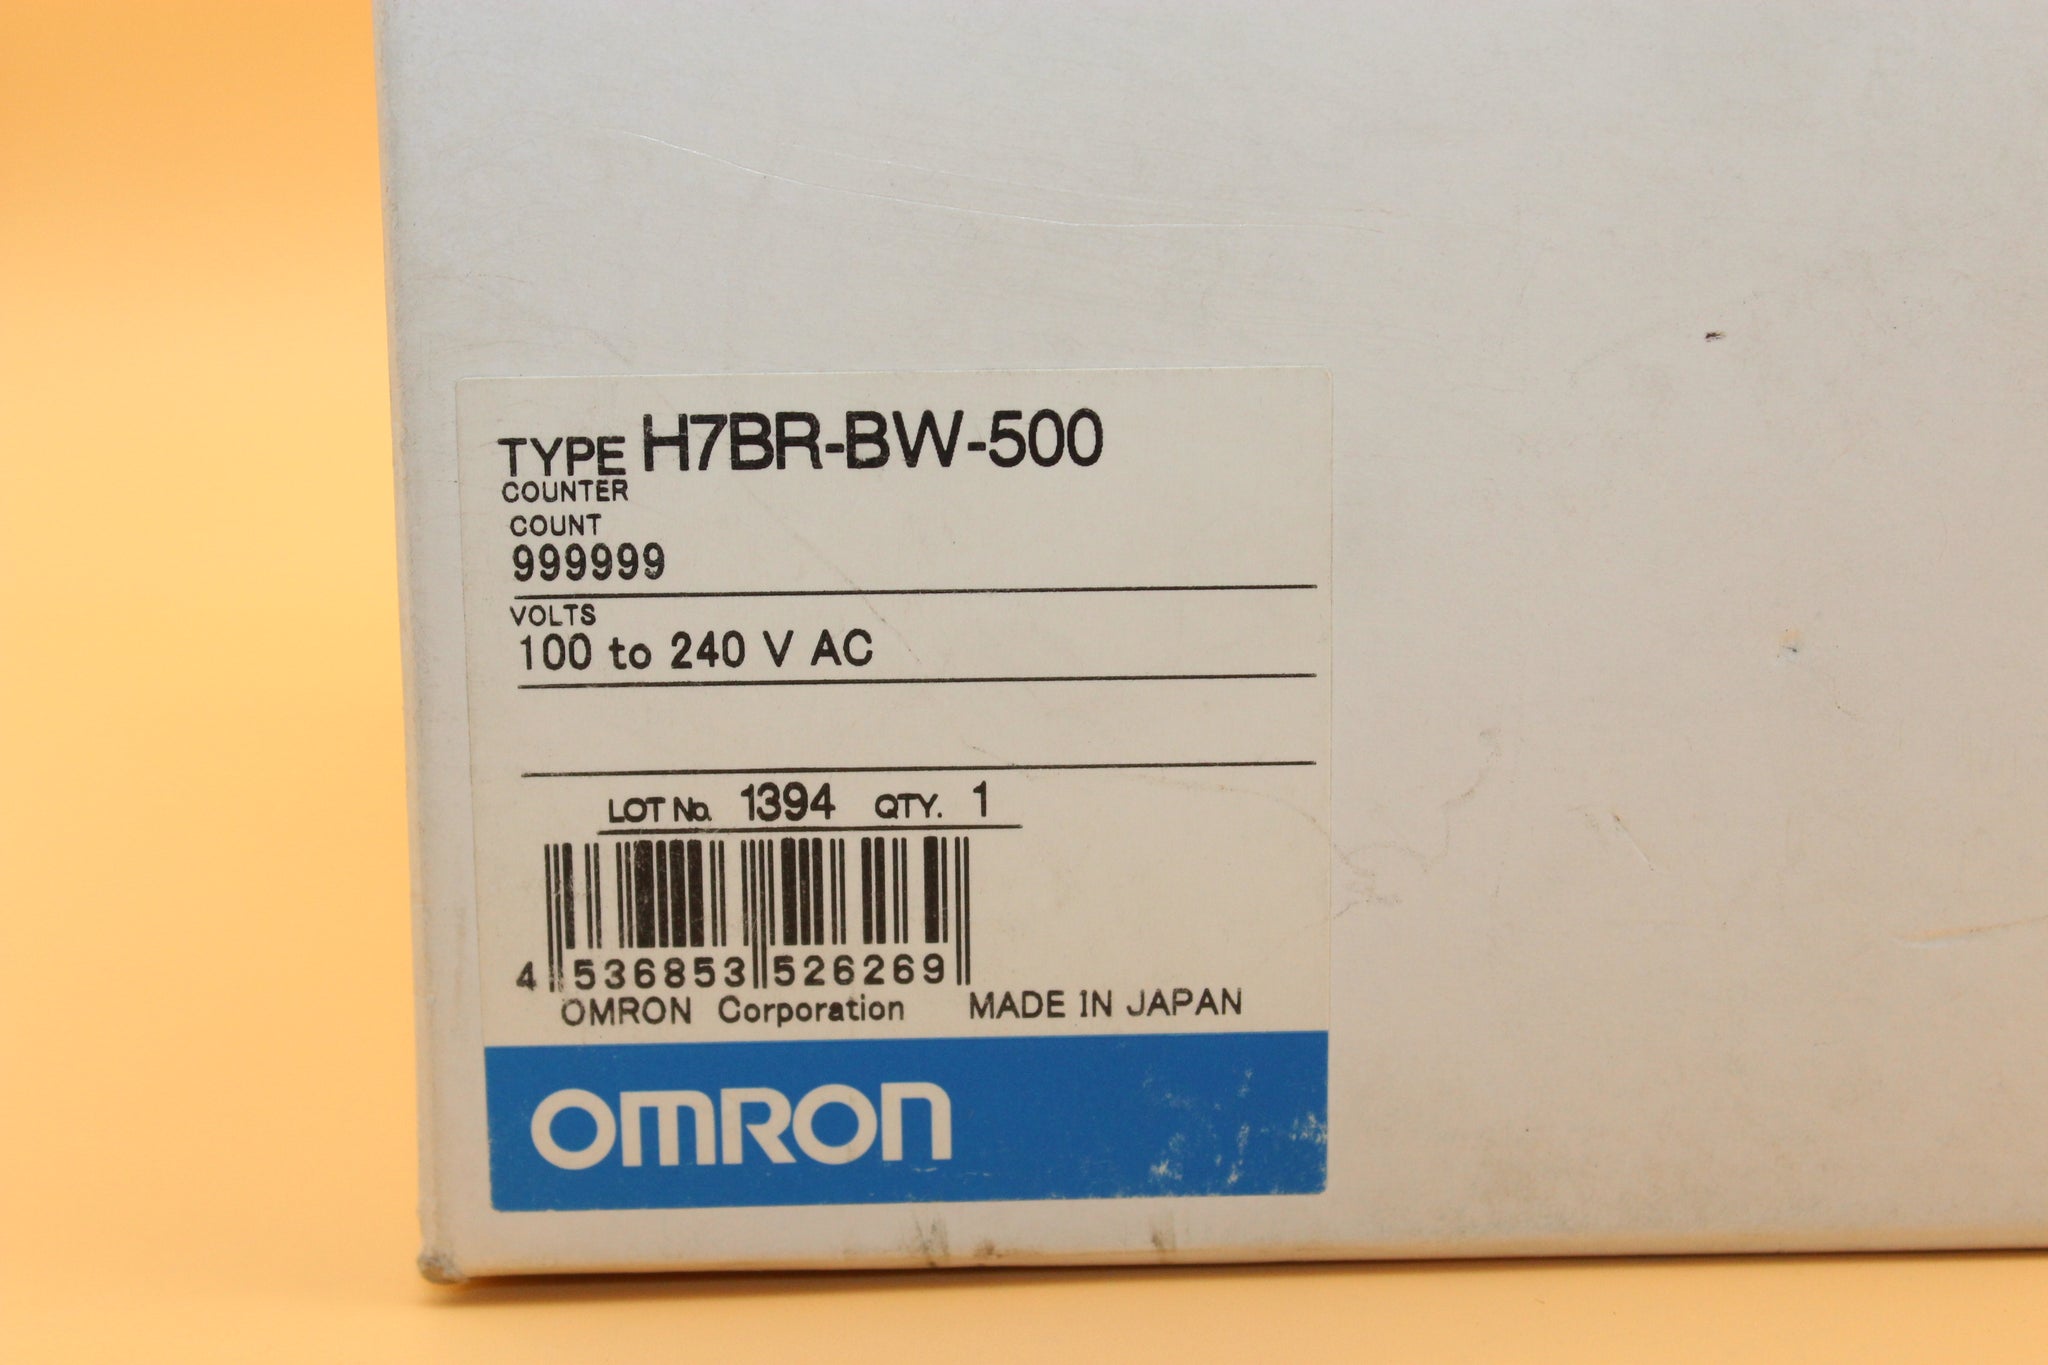 TYPE H7BR-BW-500
COUNTER
COUNT
999999
VOLTS
100 to 240 V AC
LOT No. 1394 QTY. 1
4 536853 526269
OMRON Corporation MADE IN JAPAN
OMRON